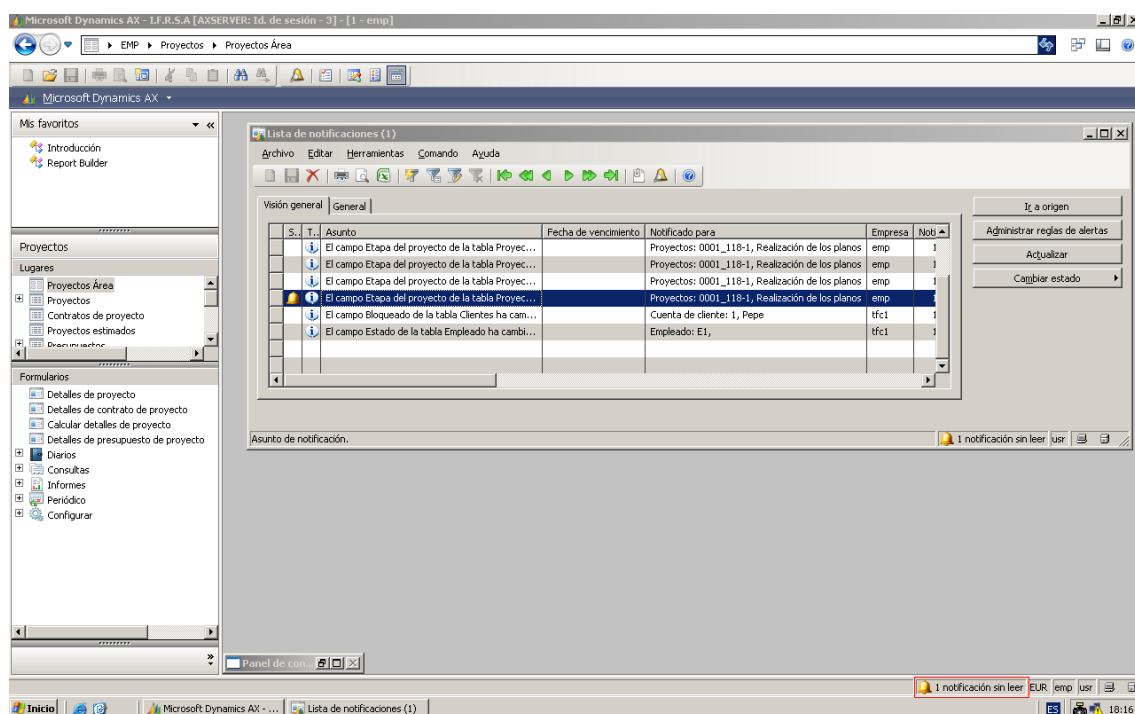 Microsoft Dynamics AX - I.F.R.S.A [AXSERVER: Id. de sesión - 3] - [1 - emp]
EMP Proyectos Proyectos Área
Microsoft Dynamics AX
Mis favoritos
Introducción
Report Builder
Proyectos
Lugares
Proyectos Área
Proyectos
Contratos de proyecto
Proyectos estimados
Presupuestos
Formularios
Detalles de proyecto
Detalles de contrato de proyecto
Calcular detalles de proyecto
Detalles de presupuesto de proyecto
Diarios
Consultas
Informes
Periódico
Configurar
Lista de notificaciones (1)
Archivo Editar Herramientas Comando Ayuda
Visión general General
S.. T.. Asunto Fecha de vencimiento Notificado para Empresa Noti
El campo Etapa del proyecto de la tabla Proyec... Proyectos: 0001_118-1, Realización de los planos emp 1
El campo Etapa del proyecto de la tabla Proyec... Proyectos: 0001_118-1, Realización de los planos emp 1
El campo Etapa del proyecto de la tabla Proyec... Proyectos: 0001_118-1, Realización de los planos emp 1
El campo Etapa del proyecto de la tabla Proyec... Proyectos: 0001_118-1, Realización de los planos emp 1
El campo Bloqueado de la tabla Clientes ha cam... Cuenta de cliente: 1, Pepe tfc1 1
El campo Estado de la tabla Empleado ha cambi... Empleado: E1, tfc1 1
Ir a origen
Administrar reglas de alertas
Actualizar
Cambiar estado
Asunto de notificación. 1 notificación sin leer usr
Panel de con...
1 notificación sin leer EUR emp usr
Inicio Microsoft Dynamics AX - ... Lista de notificaciones (1) ES 18:16